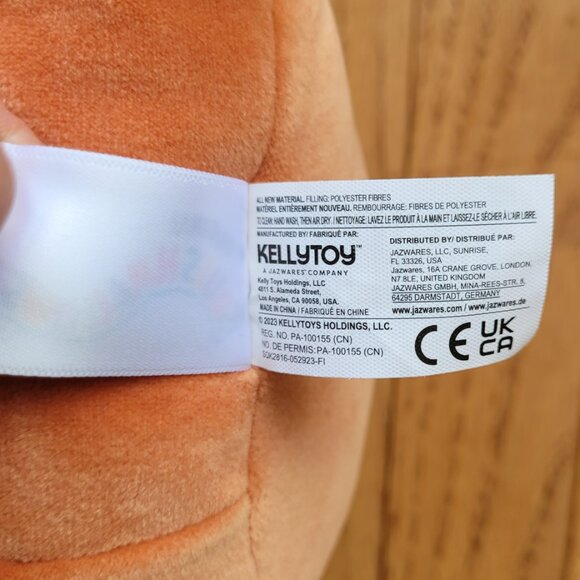 ALL NEW MATERIAL. FILLING: POLYESTER FIBRES
MATÉRIEL ENTIÈREMENT NOUVEAU. REMBOURRAGE: FIBRES DE POLYESTER
TO CLEAN: HAND WASH, THEN AIR DRY. / NETTOYAGE: LAVEZ LE PRODUIT À LA MAIN ET LAISSEZ-LE SÉCHER À L'AIR LIBRE.
MANUFACTURED BY/ FABRIQUÉ PAR:
KELLYTOY™
A JAZWARES COMPANY
Kelly Toys Holdings, LLC
4811 S. Alameda Street,
Los Angeles, CA 90058, USA.
MADE IN CHINA / FABRIQUÉ EN CHINE
DISTRIBUTED BY/ DISTRIBUÉ PAR:
JAZWARES, LLC, SUNRISE,
FL 33326, USA
Jazwares, 16A CRANE GROVE, LONDON,
N7 8LE, UNITED KINGDOM
JAZWARES GMBH, MINA-REES-STR. 8,
64295 DARMSTADT, GERMANY
www.jazwares.com | www.jazwares.de
© 2023 KELLYTOYS HOLDINGS, LLC.
REG. NO. PA-100155 (CN)
NO. DE PERMIS: PA-100155 (CN)
SQK2816-052923-FI
CE UK
CA